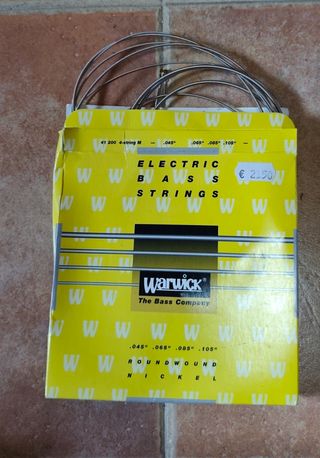 41 200 4-string M — .045" .065" .085" .105" —
ELECTRIC
BASS
STRINGS
€ 21.50
Warwick®
The Bass Company
.045" .065" .085" .105"
ROUNDWOUND
NICKEL